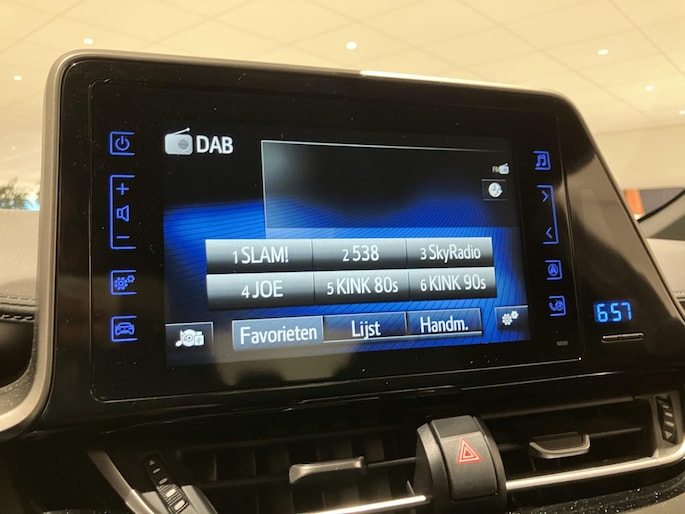 DAB
FM
1 SLAM!
2 538
3 SkyRadio
4 JOE
5 KINK 80s
6 KINK 90s
Favorieten
Lijst
Handm.
6:57